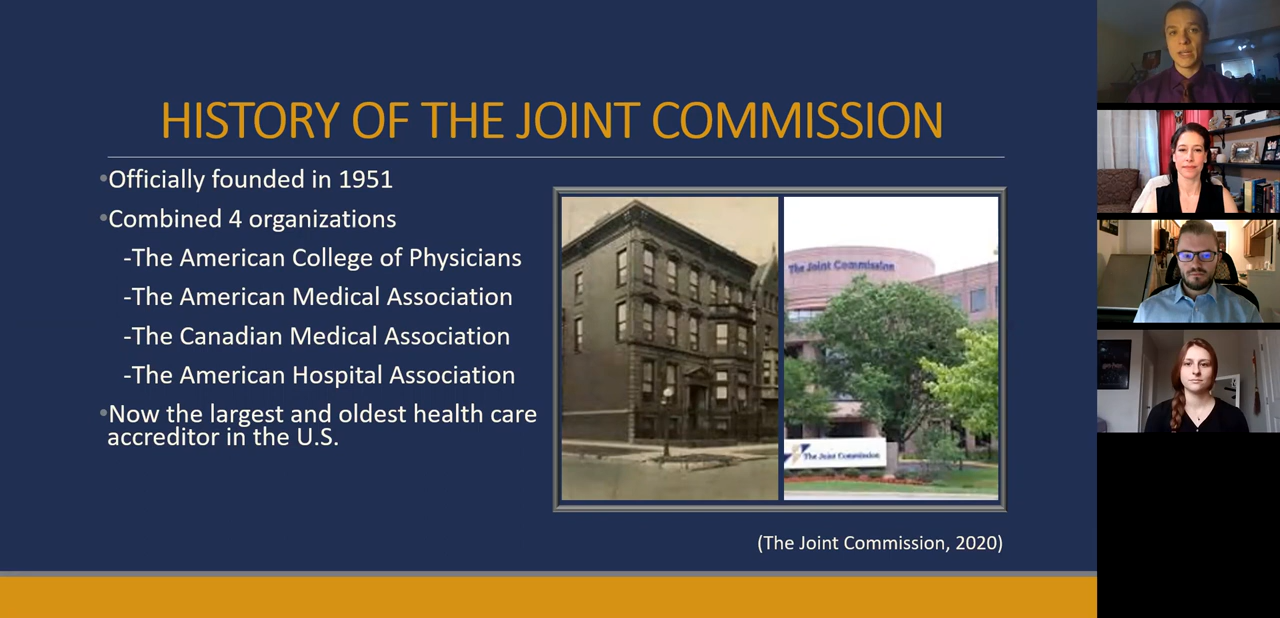 HISTORY OF THE JOINT COMMISSION
•Officially founded in 1951
•Combined 4 organizations
-The American College of Physicians
-The American Medical Association
-The Canadian Medical Association
-The American Hospital Association
•Now the largest and oldest health care
accreditor in the U.S.
The Joint Commission
The Joint Commission
(The Joint Commission, 2020)